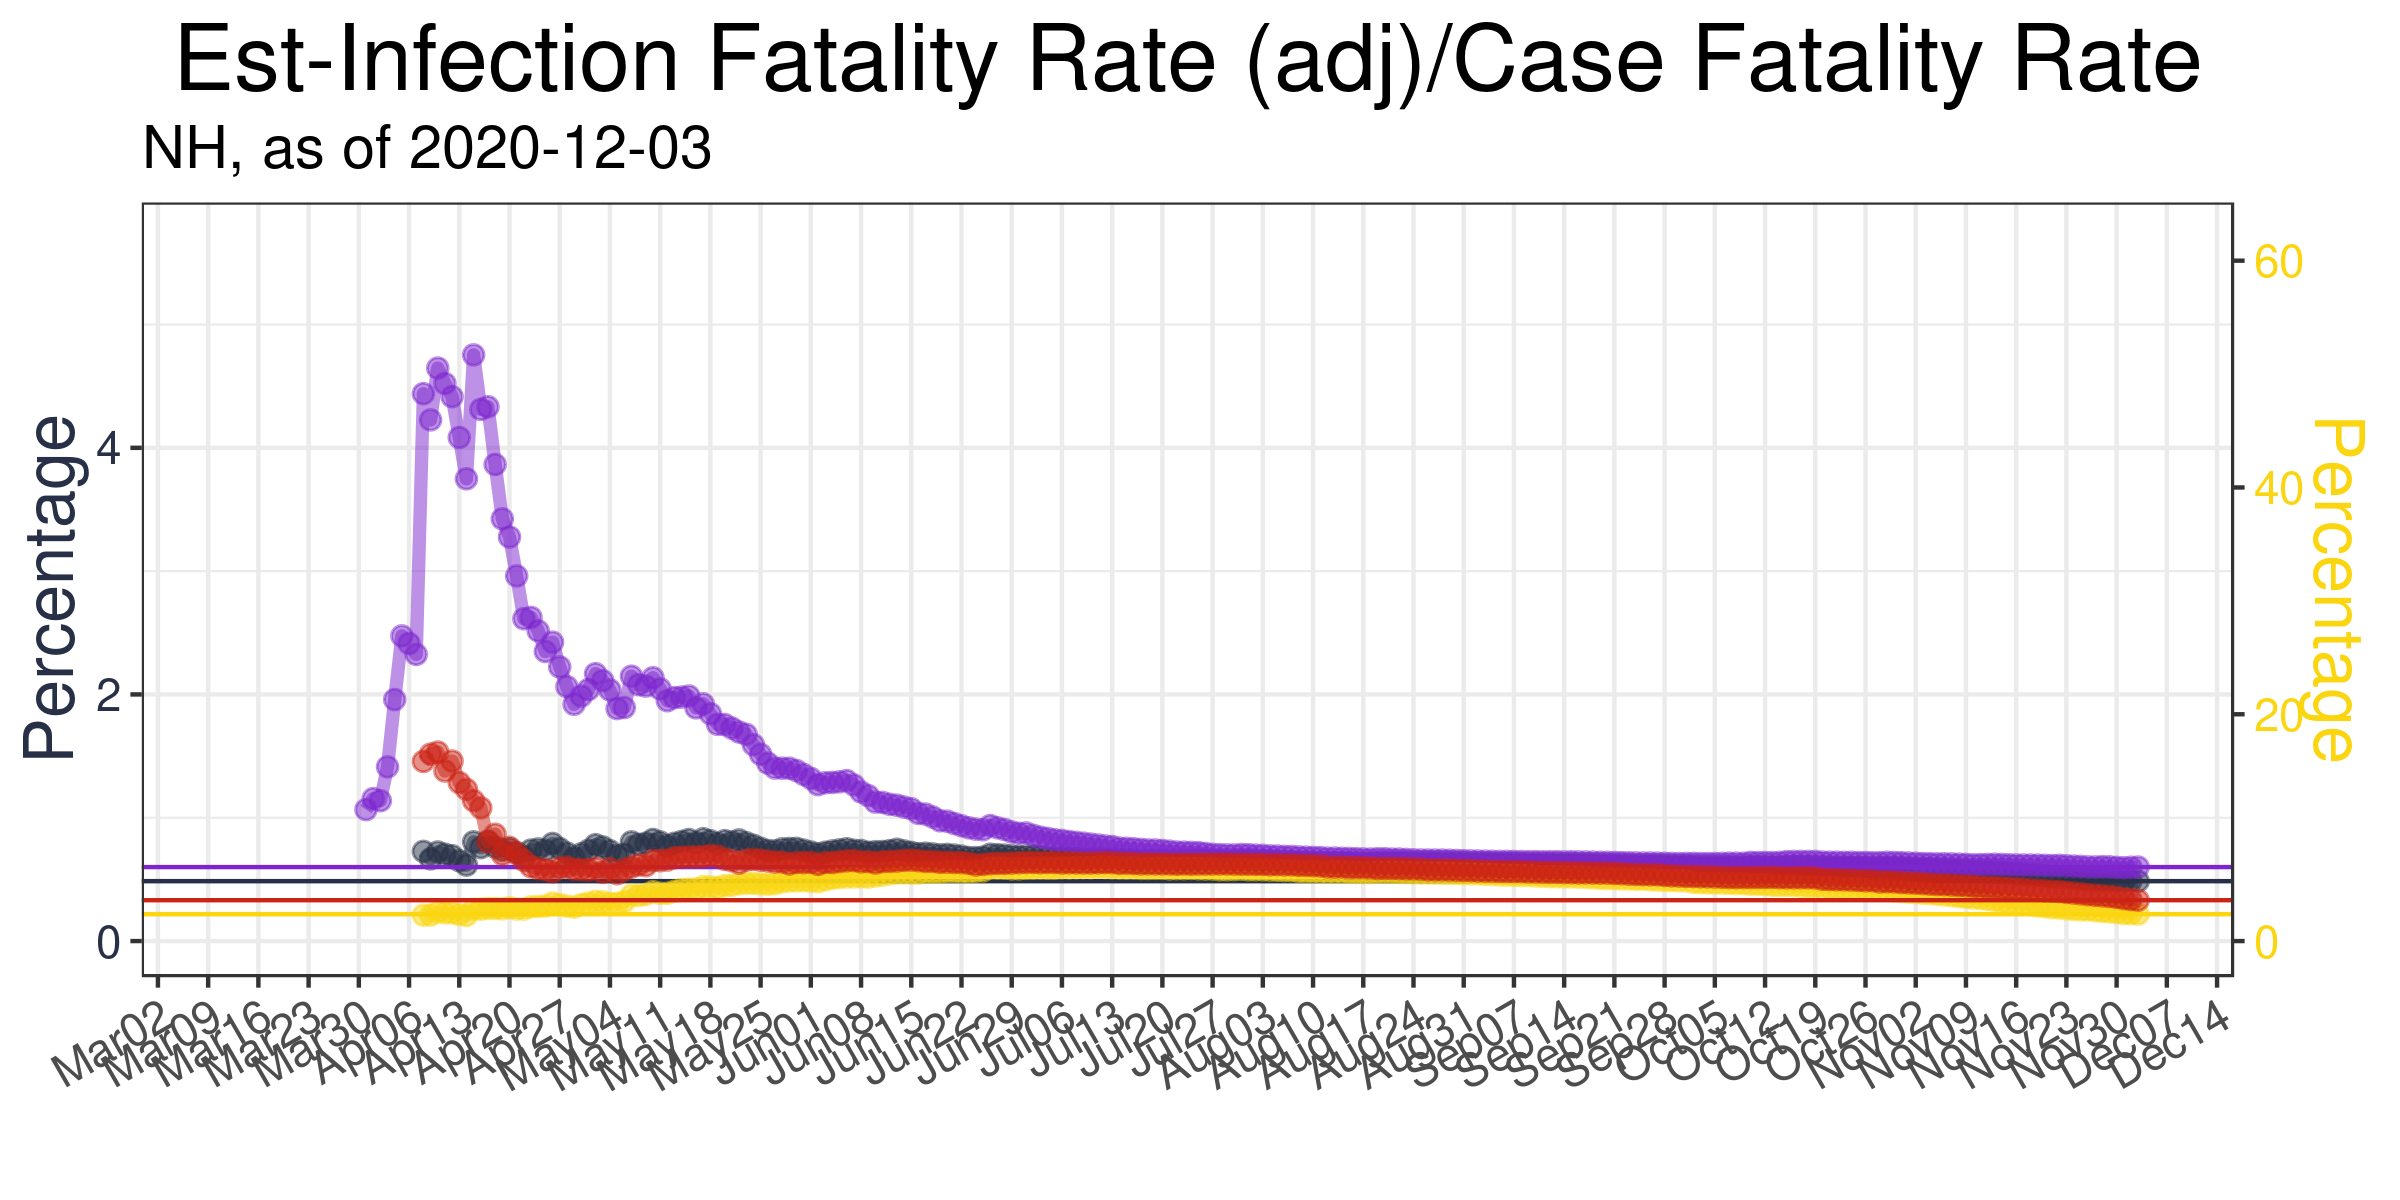 Est-Infection Fatality Rate (adj)/Case Fatality Rate
NH, as of 2020-12-03
Percentage
4
2
0
60
40
20
0
Percentage
Mar02
Mar09
Mar16
Mar23
Mar30
Apr06
Apr13
Apr20
Apr27
May04
May11
May18
May25
Jun01
Jun08
Jun15
Jun22
Jun29
Jul06
Jul13
Jul20
Jul27
Aug03
Aug10
Aug17
Aug24
Aug31
Sep07
Sep14
Sep21
Sep28
Oct05
Oct12
Oct19
Oct26
Nov02
Nov09
Nov16
Nov23
Nov30
Dec07
Dec14